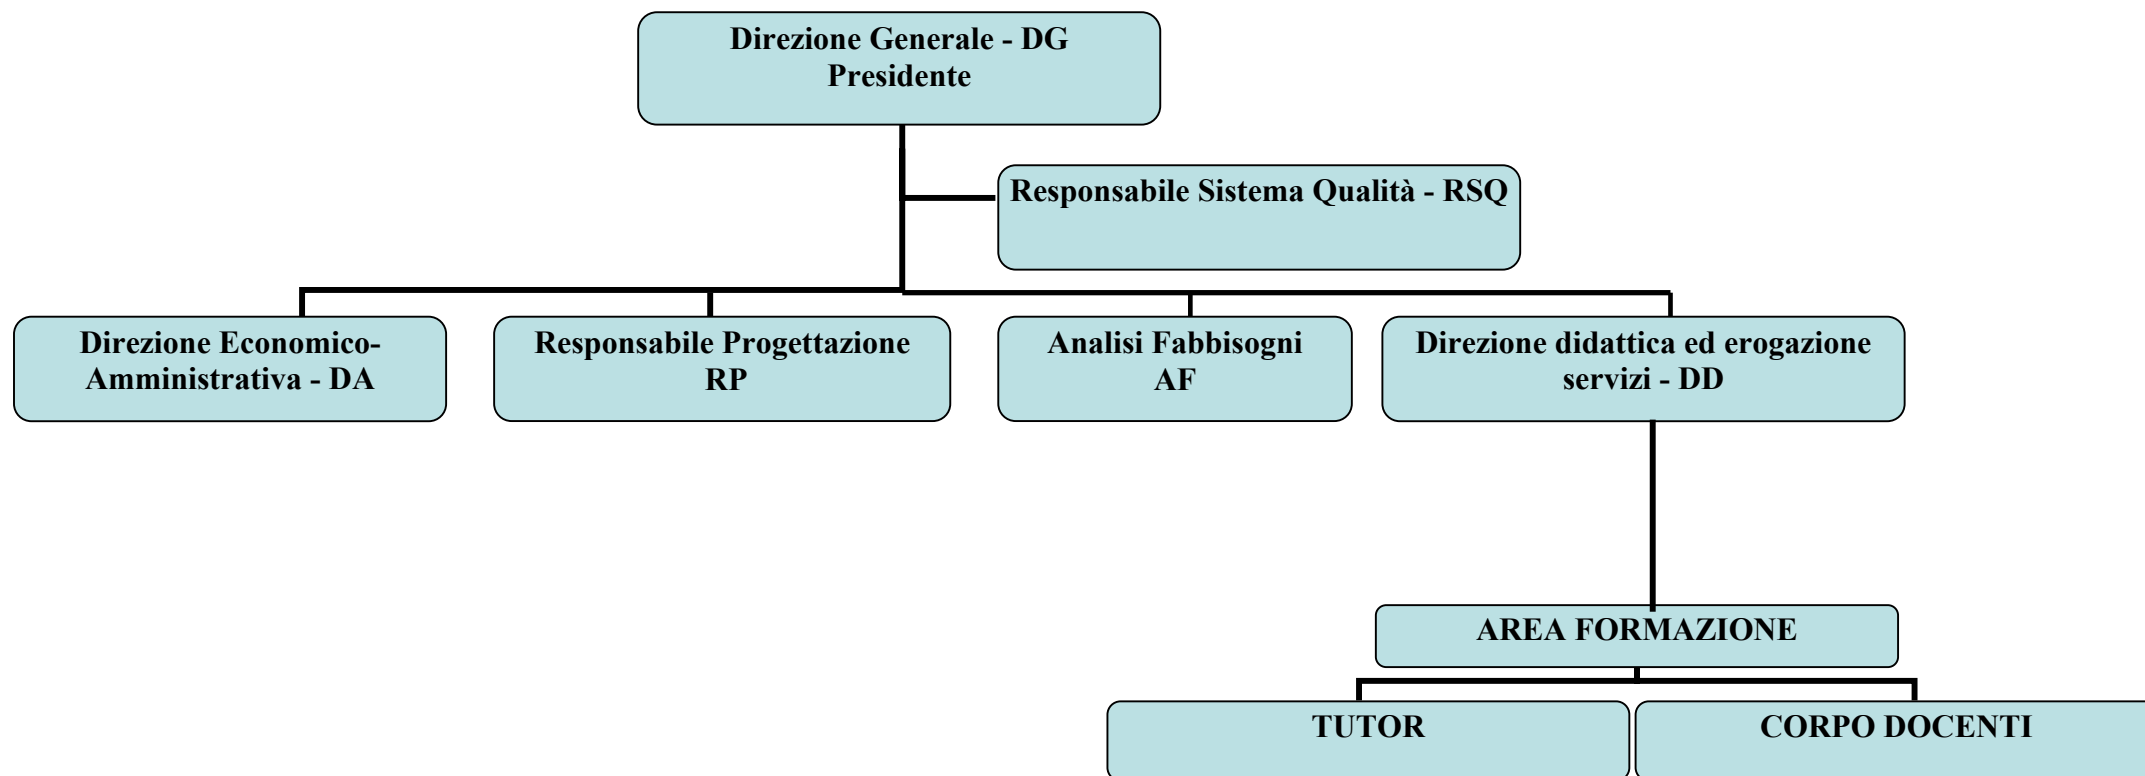 Direzione Generale - DG
Presidente
Responsabile Sistema Qualità - RSQ
Direzione Economico-
Amministrativa - DA
Responsabile Progettazione
RP
Analisi Fabbisogni
AF
Direzione didattica ed erogazione
servizi - DD
AREA FORMAZIONE
TUTOR
CORPO DOCENTI